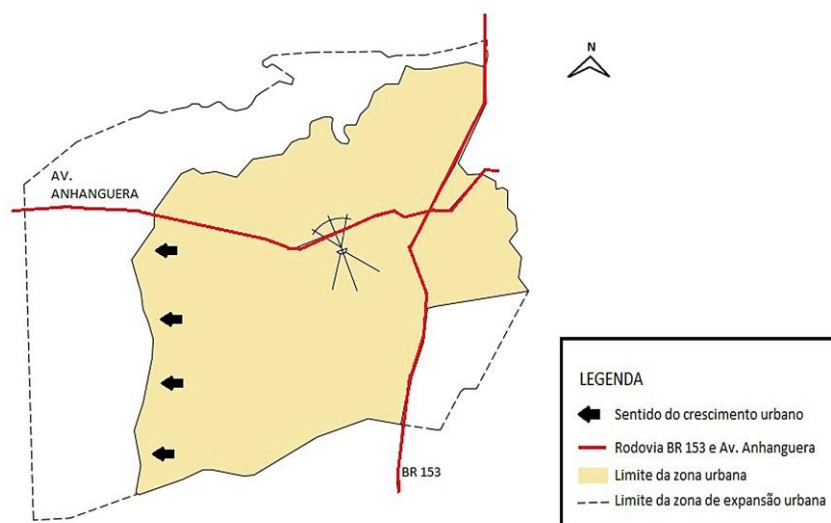 N
AV.
ANHANGUERA
BR 153
LEGENDA
Sentido do crescimento urbano
Rodovia BR 153 e Av. Anhanguera
Limite da zona urbana
Limite da zona de expansão urbana